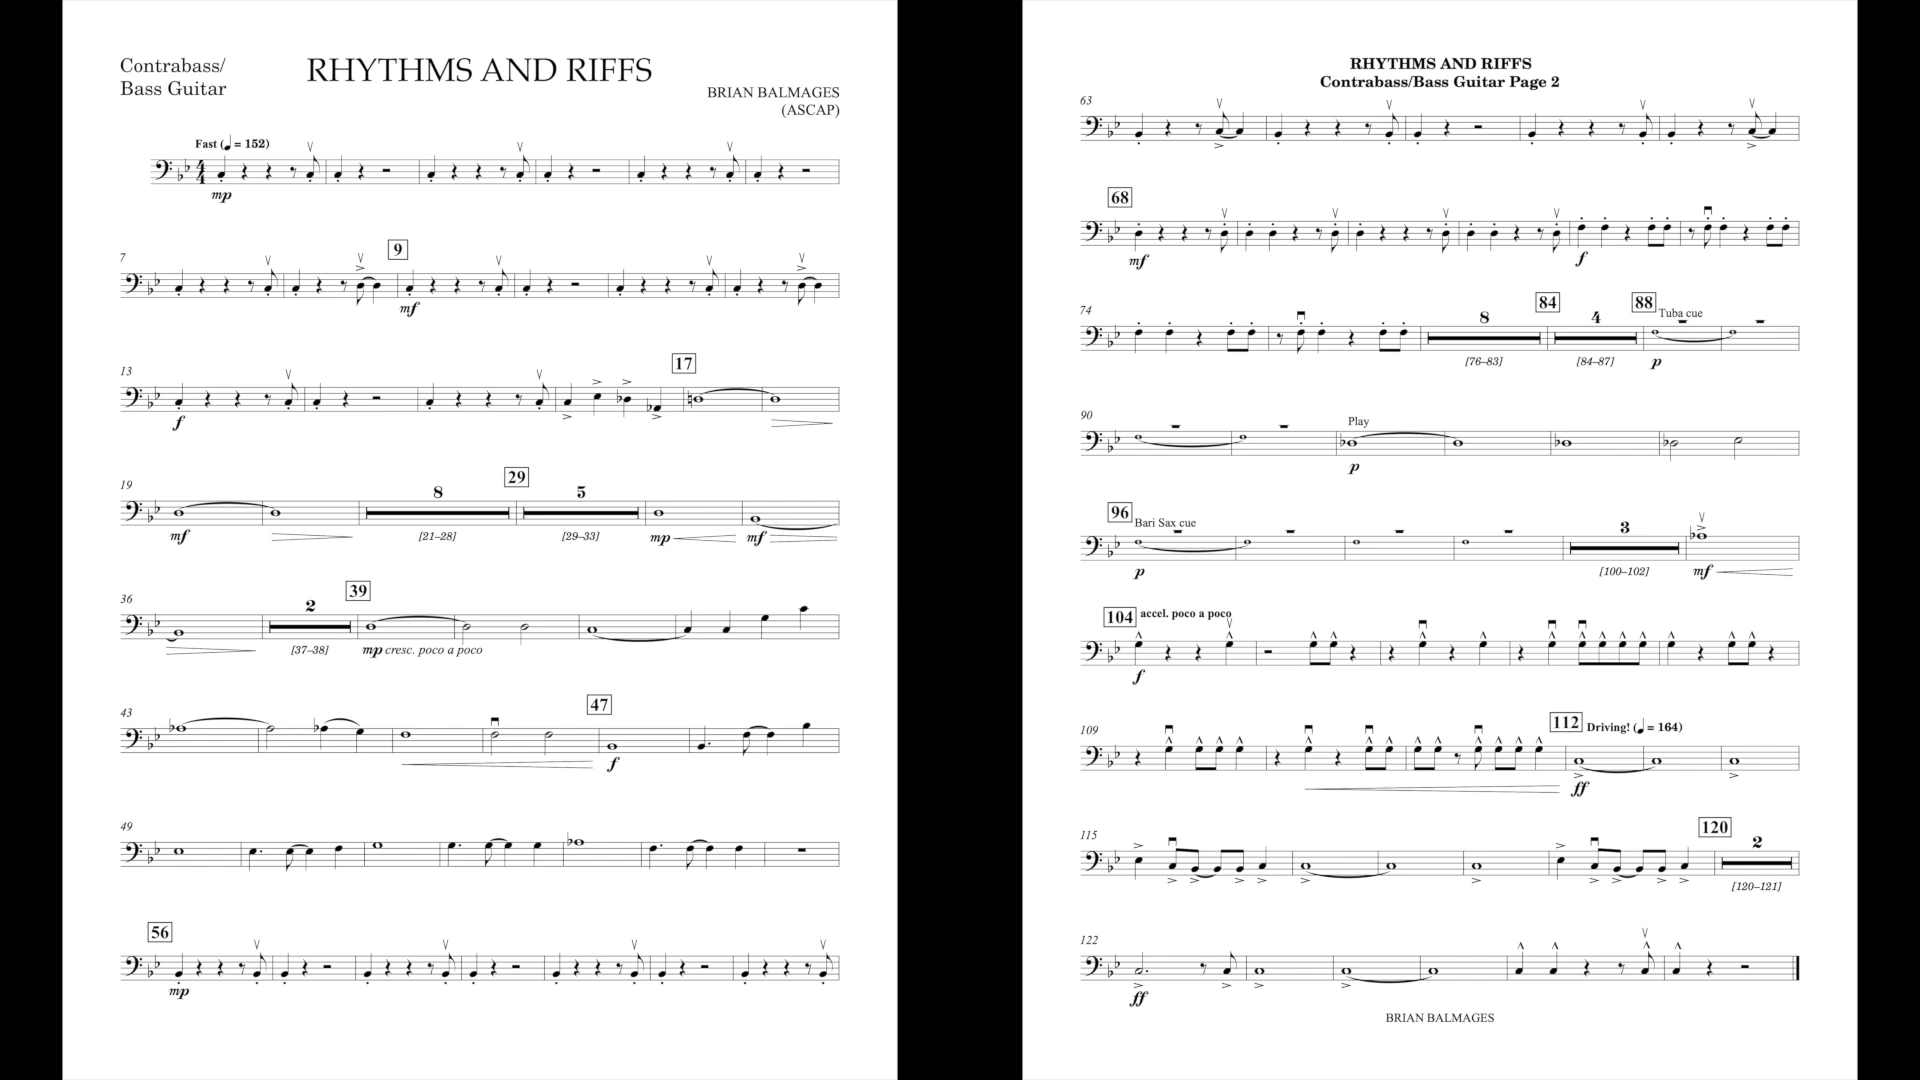 Contrabass/
Bass Guitar
RHYTHMS AND RIFFS
BRIAN BALMAGES
(ASCAP)
Fast (♩ = 152)
4
4
mp
7
9
mf
13
17
f
19
29
8
5
mf
[21–28]
[29–33]
mp
mf
36
39
2
[37–38]
mp cresc. poco a poco
43
47
f
49
56
mp
RHYTHMS AND RIFFS
Contrabass/Bass Guitar Page 2
63
68
mf
f
74
84
88
8
4
Tuba cue
[76–83]
[84–87]
p
90
Play
p
96
Bari Sax cue
3
p
[100–102]
mf
104
accel. poco a poco
f
109
112
Driving! (♩ = 164)
ff
115
120
2
[120–121]
122
ff
BRIAN BALMAGES